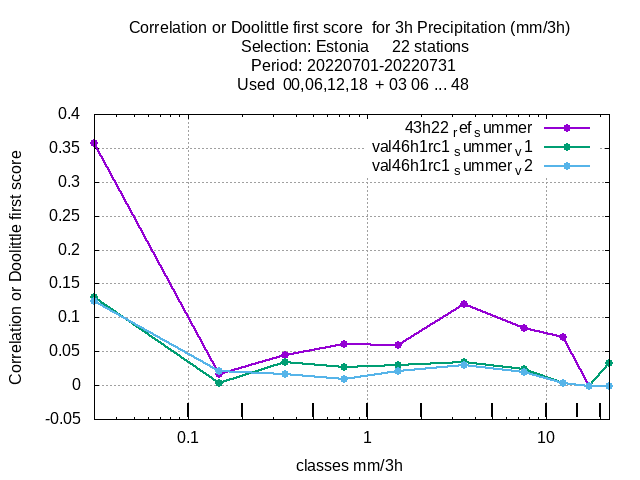 Correlation or Doolittle first score  for 3h Precipitation (mm/3h)
Selection: Estonia     22 stations
Period: 20220701-20220731
Used  00,06,12,18  + 03 06 ... 48
43h22_ref_summer
val46h1rc1_summer_v1
val46h1rc1_summer_v2
Correlation or Doolittle first score
0.4
0.35
0.3
0.25
0.2
0.15
0.1
0.05
0
-0.05
0.1 1 10
classes mm/3h